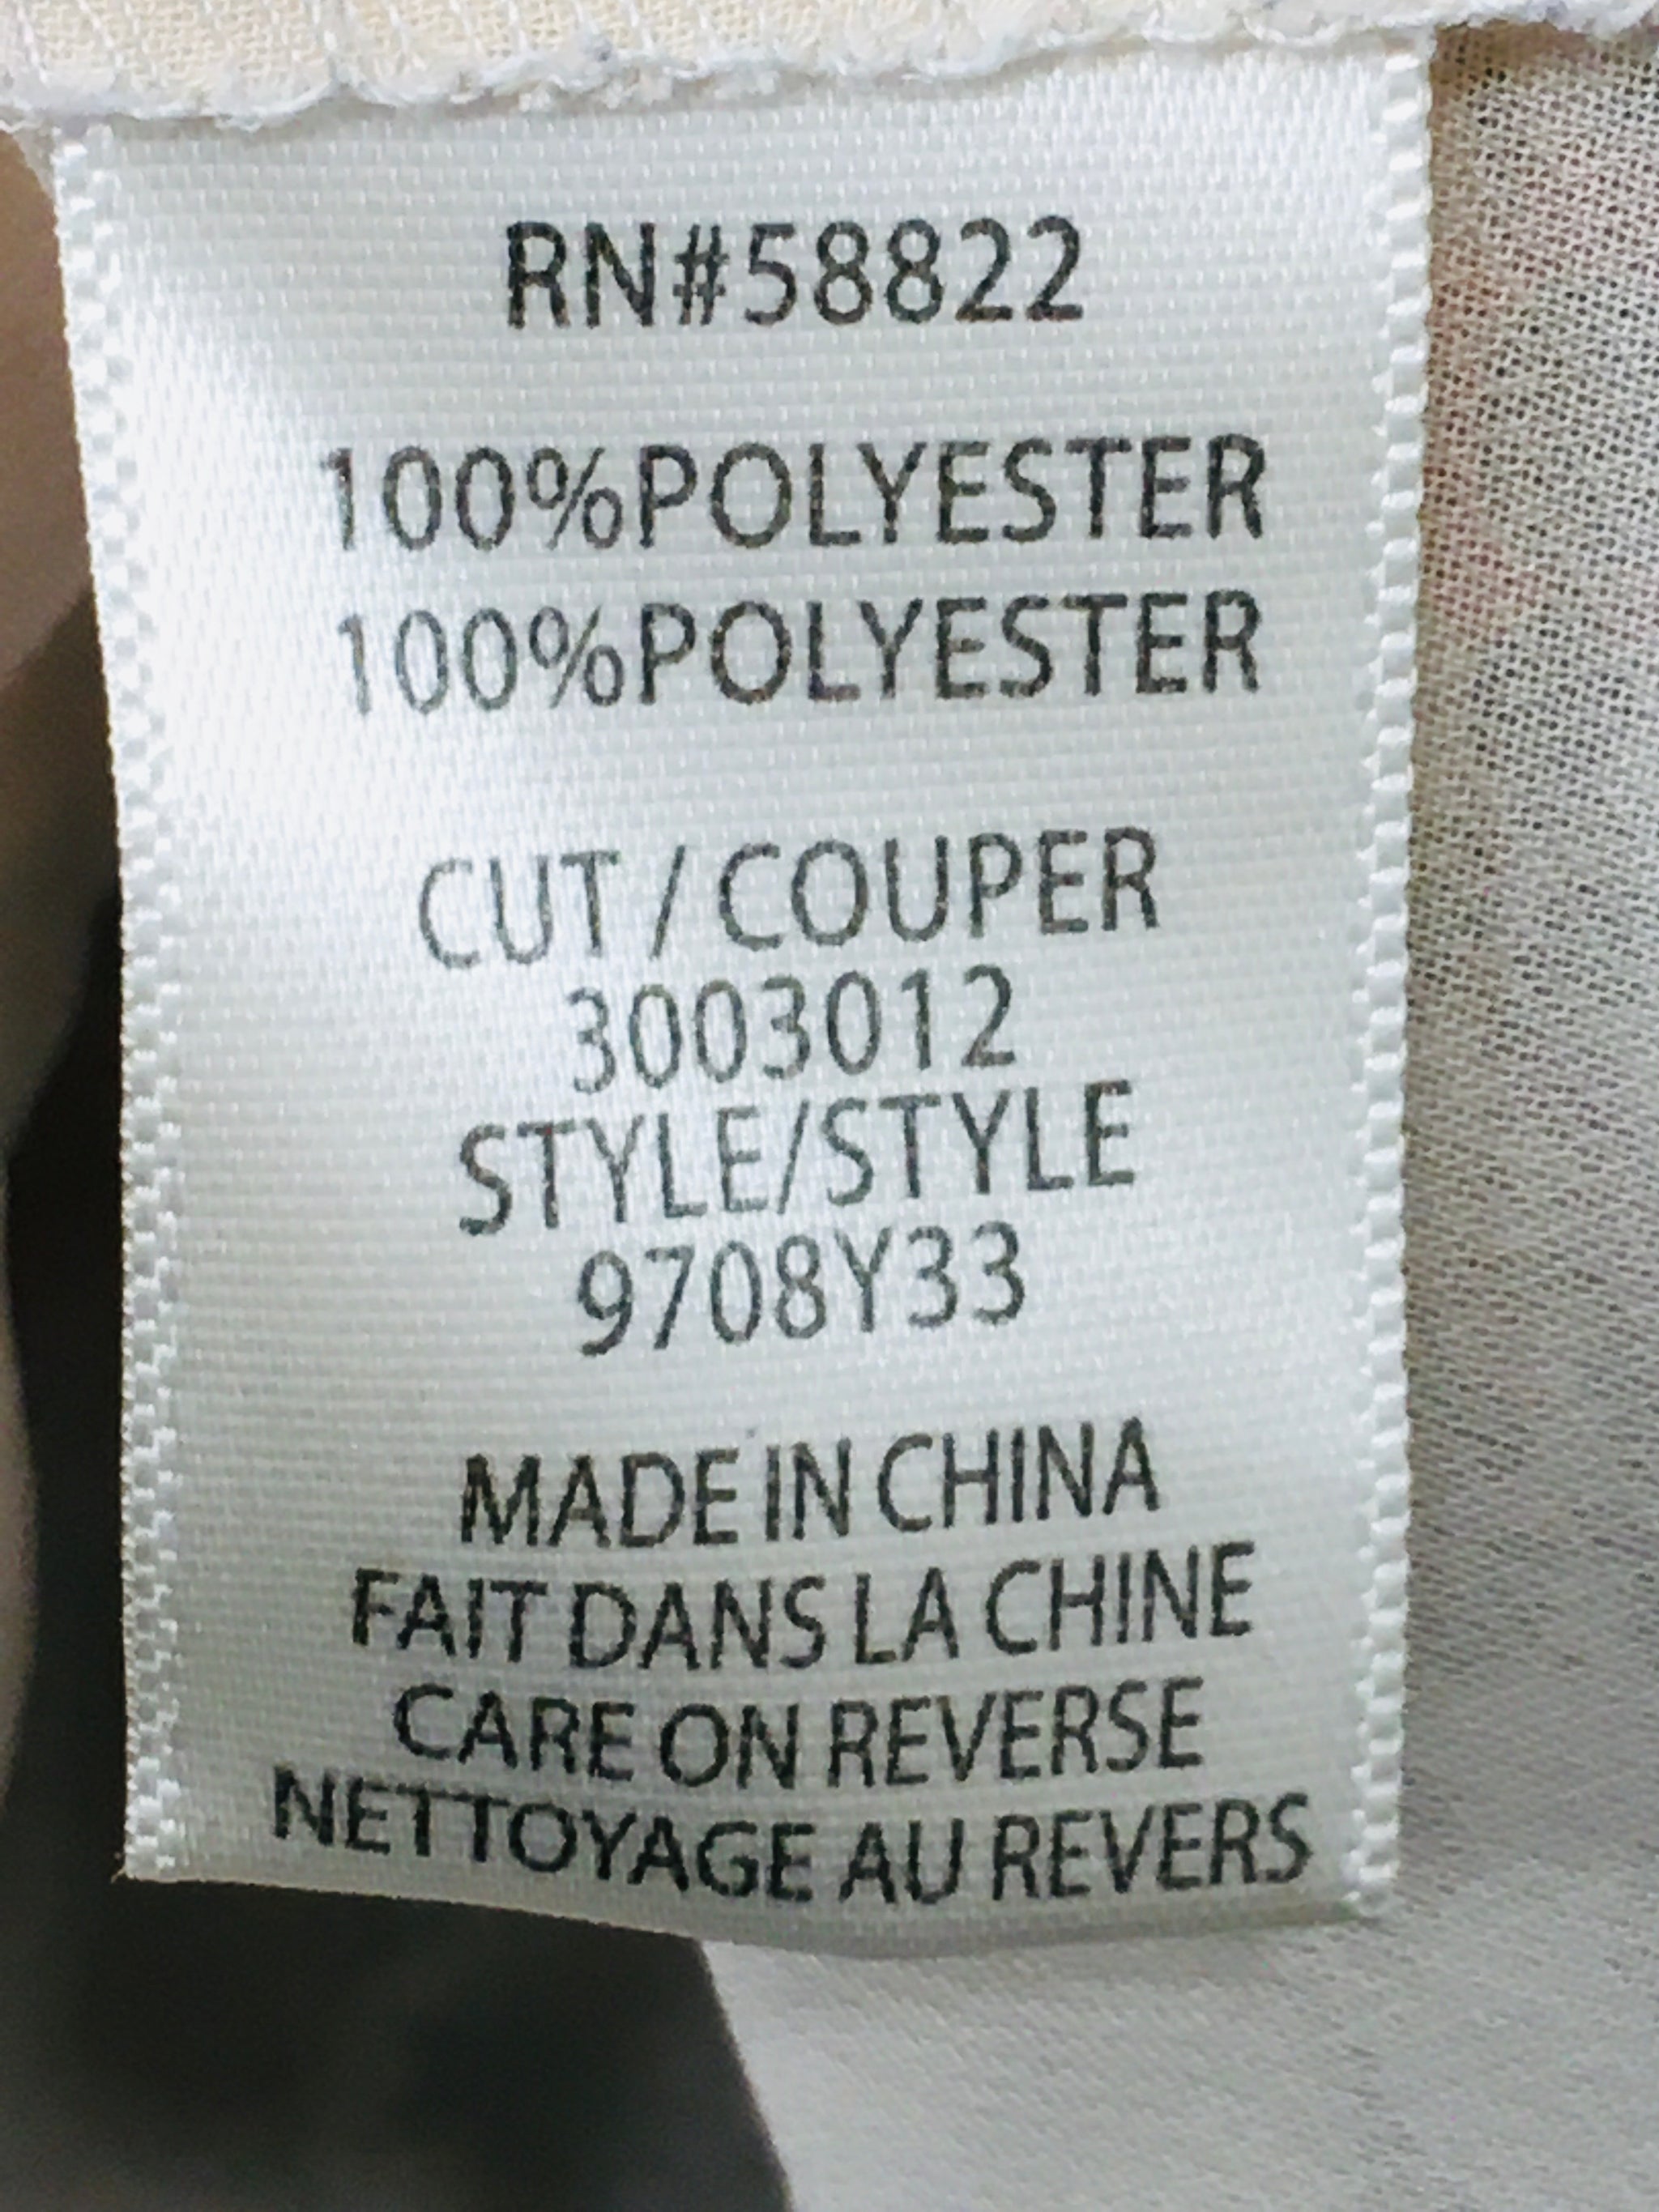 RN#58822
100%POLYESTER
100%POLYESTER
CUT / COUPER
3003012
STYLE/STYLE
9708Y33
MADE IN CHINA
FAIT DANS LA CHINE
CARE ON REVERSE
NETTOYAGE AU REVERS